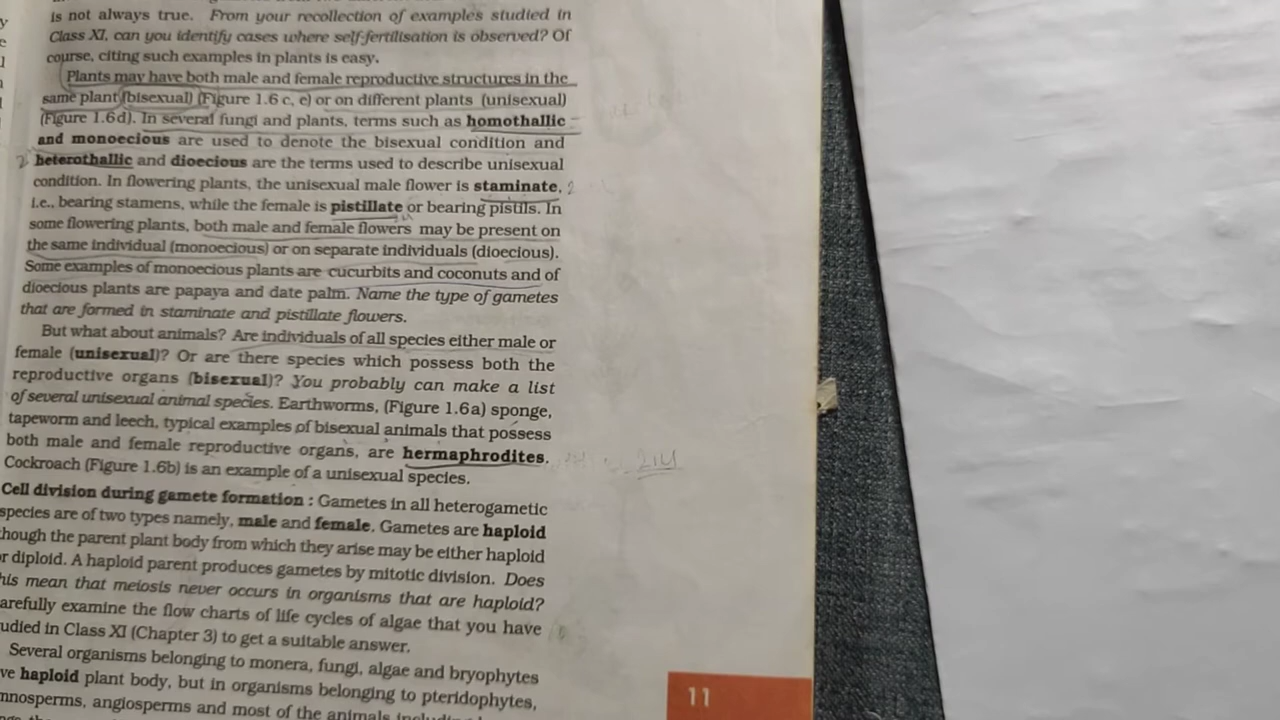 is not always true. From your recollection of examples studied in
Class XI, can you identify cases where self-fertilisation is observed? Of
course, citing such examples in plants is easy.
Plants may have both male and female reproductive structures in the
same plant (bisexual) (Figure 1.6 c, e) or on different plants (unisexual)
(Figure 1.6d). In several fungi and plants, terms such as homothallic
and monoecious are used to denote the bisexual condition and
heterothallic and dioecious are the terms used to describe unisexual
condition. In flowering plants, the unisexual male flower is staminate,
i.e., bearing stamens, while the female is pistillate or bearing pistils. In
some flowering plants, both male and female flowers may be present on
the same individual (monoecious) or on separate individuals (dioecious).
Some examples of monoecious plants are cucurbits and coconuts and of
dioecious plants are papaya and date palm. Name the type of gametes
that are formed in staminate and pistillate flowers.
But what about animals? Are individuals of all species either male or
female (unisexual)? Or are there species which possess both the
reproductive organs (bisexual)? You probably can make a list
of several unisexual animal species. Earthworms, (Figure 1.6a) sponge,
tapeworm and leech, typical examples of bisexual animals that possess
both male and female reproductive organs, are hermaphrodites.
Cockroach (Figure 1.6b) is an example of a unisexual species.
Cell division during gamete formation : Gametes in all heterogametic
species are of two types namely, male and female. Gametes are haploid
though the parent plant body from which they arise may be either haploid
or diploid. A haploid parent produces gametes by mitotic division. Does
his mean that meiosis never occurs in organisms that are haploid?
arefully examine the flow charts of life cycles of algae that you have
udied in Class XI (Chapter 3) to get a suitable answer.
Several organisms belonging to monera, fungi, algae and bryophytes
ve haploid plant body, but in organisms belonging to pteridophytes,
mnosperms, angiosperms and most of the animals
11